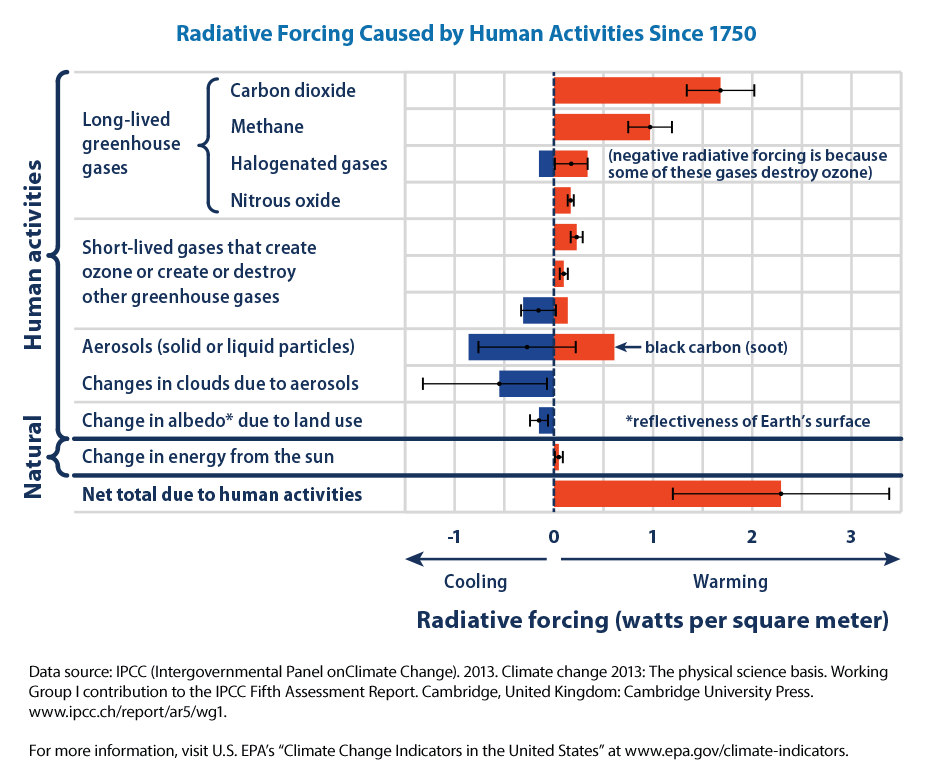 Radiative Forcing Caused by Human Activities Since 1750
Human activities
Long-lived
greenhouse
gases
Carbon dioxide
Methane
Halogenated gases
(negative radiative forcing is because
some of these gases destroy ozone)
Nitrous oxide
Short-lived gases that create
ozone or create or destroy
other greenhouse gases
Aerosols (solid or liquid particles)
black carbon (soot)
Changes in clouds due to aerosols
Change in albedo* due to land use
*reflectiveness of Earth's surface
Natural
Change in energy from the sun
Net total due to human activities
-1 0 1 2 3
Cooling Warming
Radiative forcing (watts per square meter)
Data source: IPCC (Intergovernmental Panel onClimate Change). 2013. Climate change 2013: The physical science basis. Working
Group I contribution to the IPCC Fifth Assessment Report. Cambridge, United Kingdom: Cambridge University Press.
www.ipcc.ch/report/ar5/wg1.
For more information, visit U.S. EPA's “Climate Change Indicators in the United States” at www.epa.gov/climate-indicators.